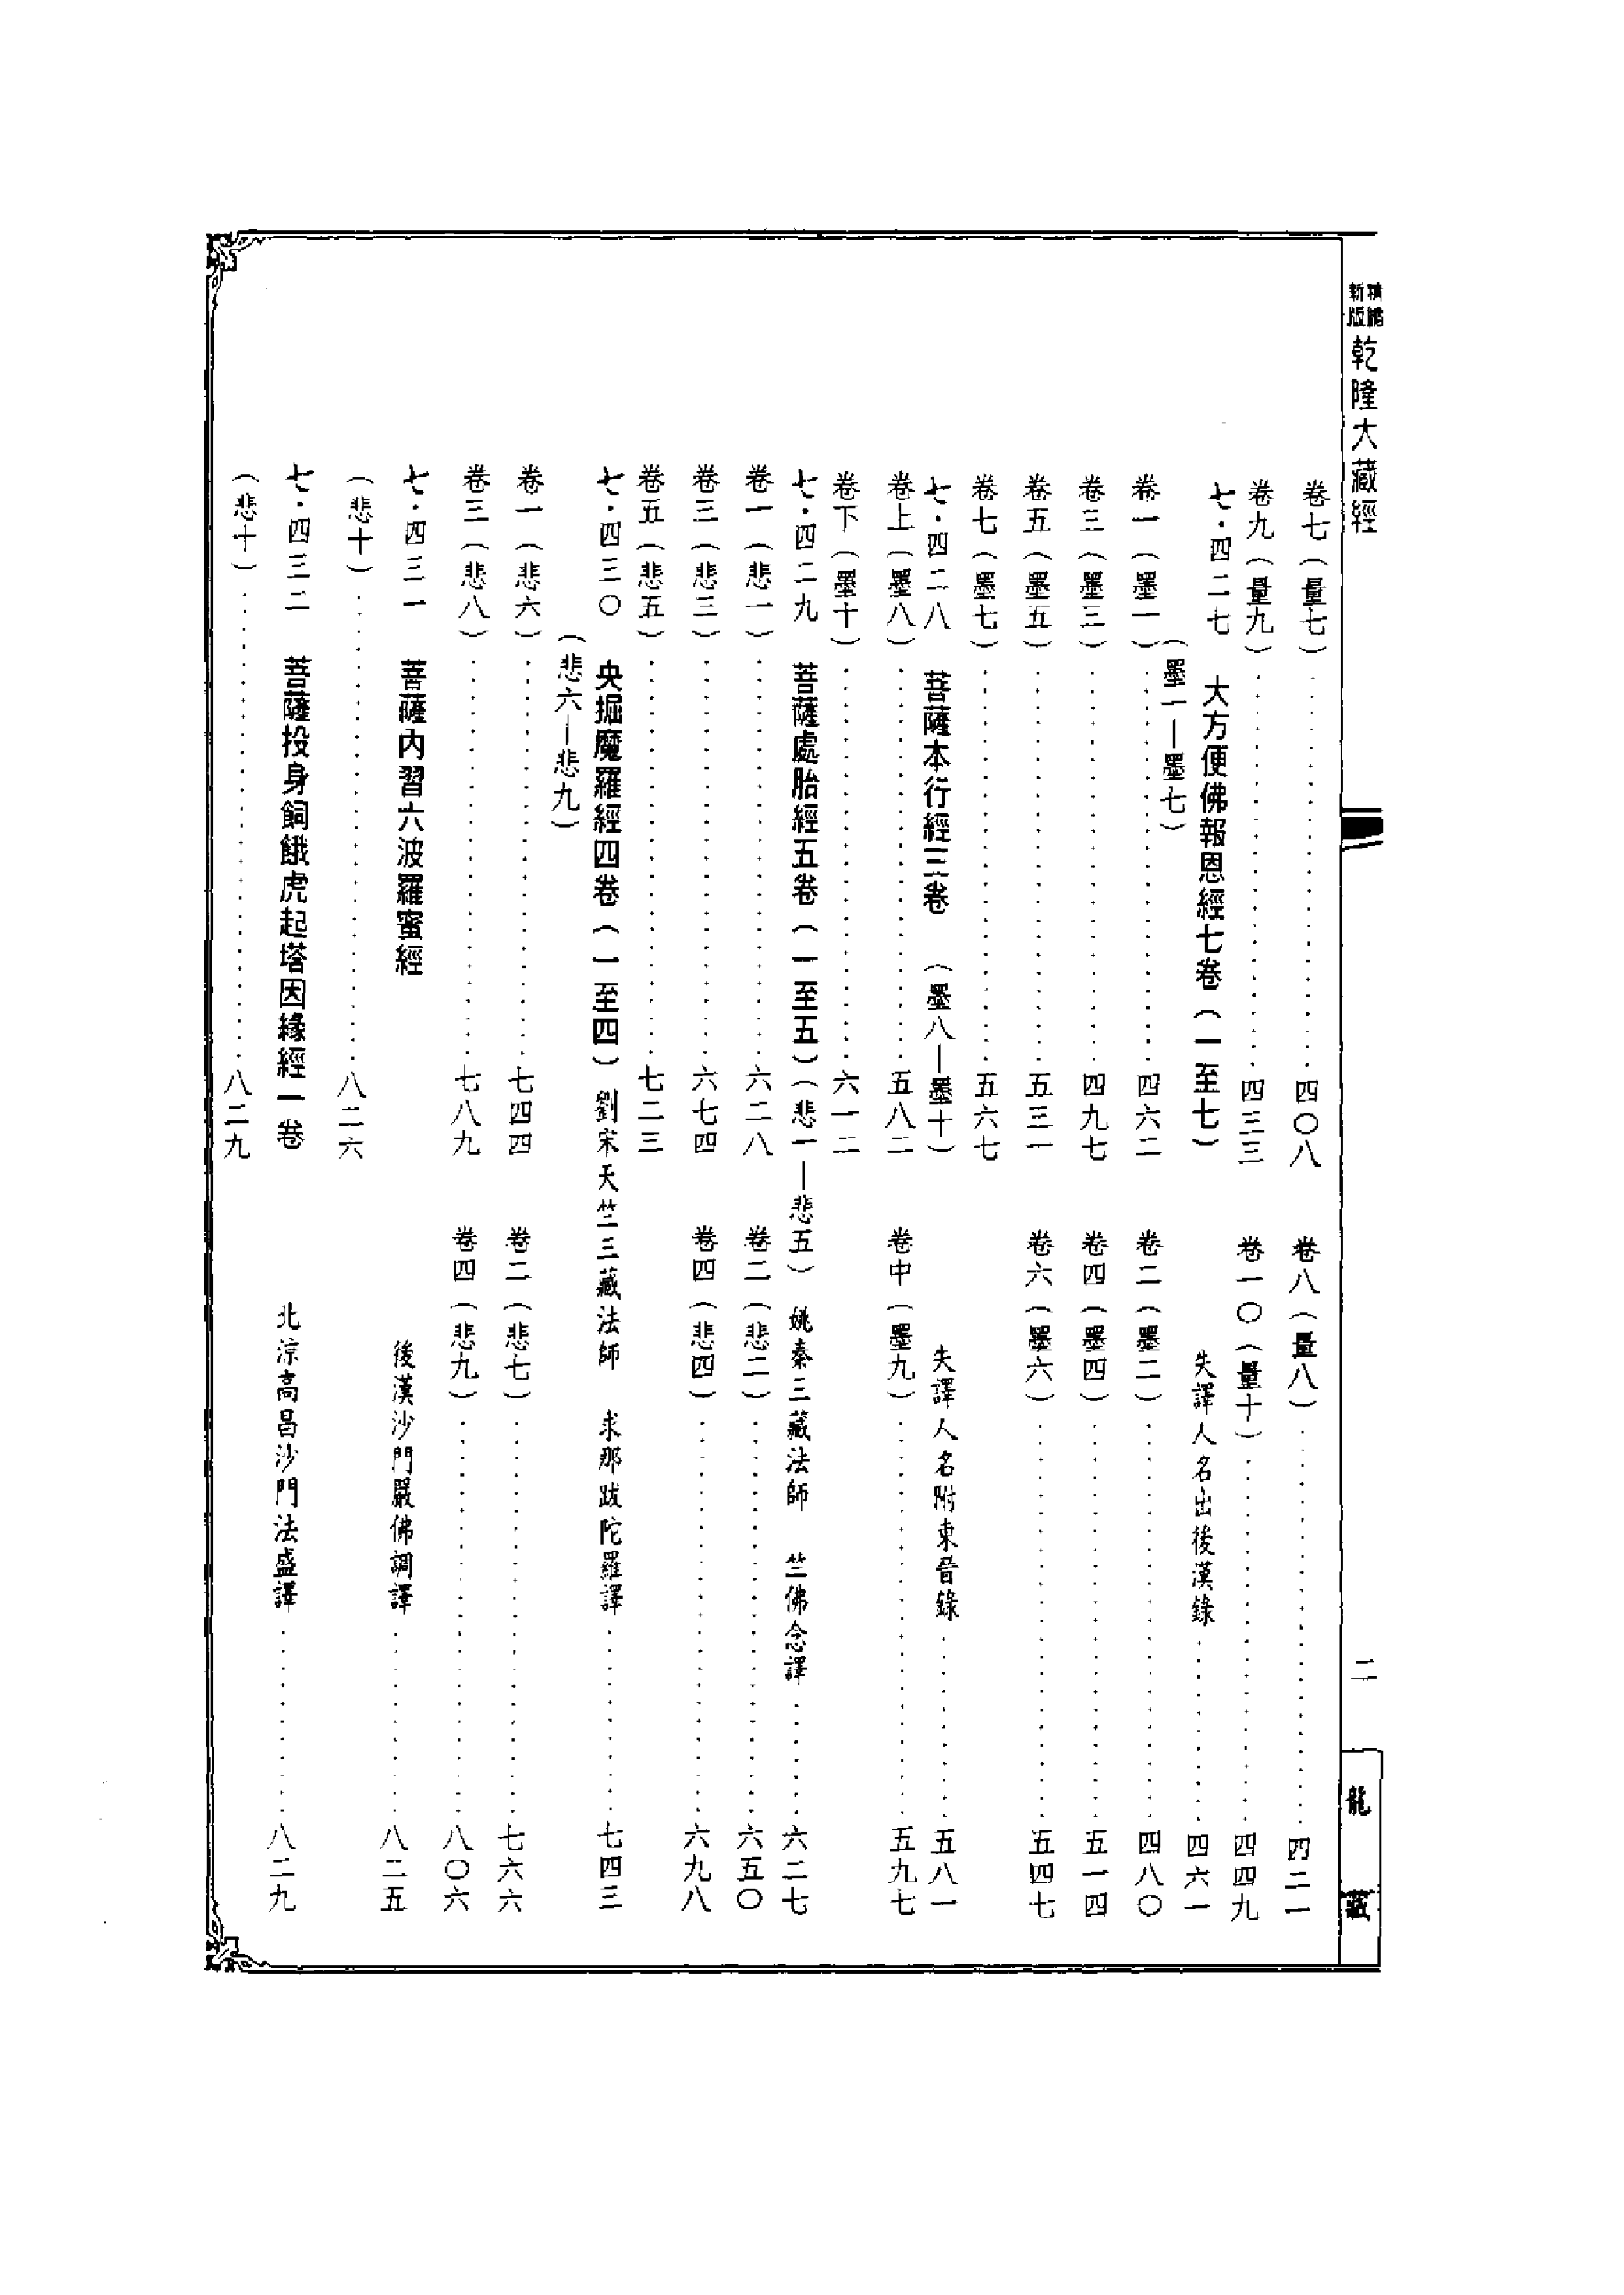 精縮
新版
乾隆大藏經
二
龍藏
卷七（量七）……四〇八　卷八（量八）……四二一
卷九（量九）……四三三　卷一〇（量十）……四四九
七·四二七　大方便佛報恩經七卷（一至七）　失譯人名出後漢錄……四六一
（墨一—墨七）
卷一（墨一）……四六二　卷二（墨二）……四八〇
卷三（墨三）……四九七　卷四（墨四）……五一四
卷五（墨五）……五三一　卷六（墨六）……五四七
卷七（墨七）……五六七
七·四二八　菩薩本行經三卷　（墨八—墨十）　失譯人名附東晉錄……五八一
卷上（墨八）……五八二　卷中（墨九）……五九七
卷下（墨十）……六一二
七·四二九　菩薩處胎經五卷（一至五）（悲一—悲五）　姚秦三藏法師　竺佛念譯……六二七
卷一（悲一）……六二八　卷二（悲二）……六五〇
卷三（悲三）……六七四　卷四（悲四）……六九八
卷五（悲五）……七二三
七·四三〇　央掘魔羅經四卷（一至四）劉宋天竺三藏法師　求那跋陀羅譯……七四三
（悲六—悲九）
卷一（悲六）……七四四　卷二（悲七）……七六六
卷三（悲八）……七八九　卷四（悲九）……八〇六
七·四三一　菩薩內習六波羅蜜經　後漢沙門嚴佛調譯……八二五
（悲十）……八二六
七·四三二　菩薩投身飼餓虎起塔因緣經一卷　北涼高昌沙門法盛譯……八二九
（悲十）……八二九